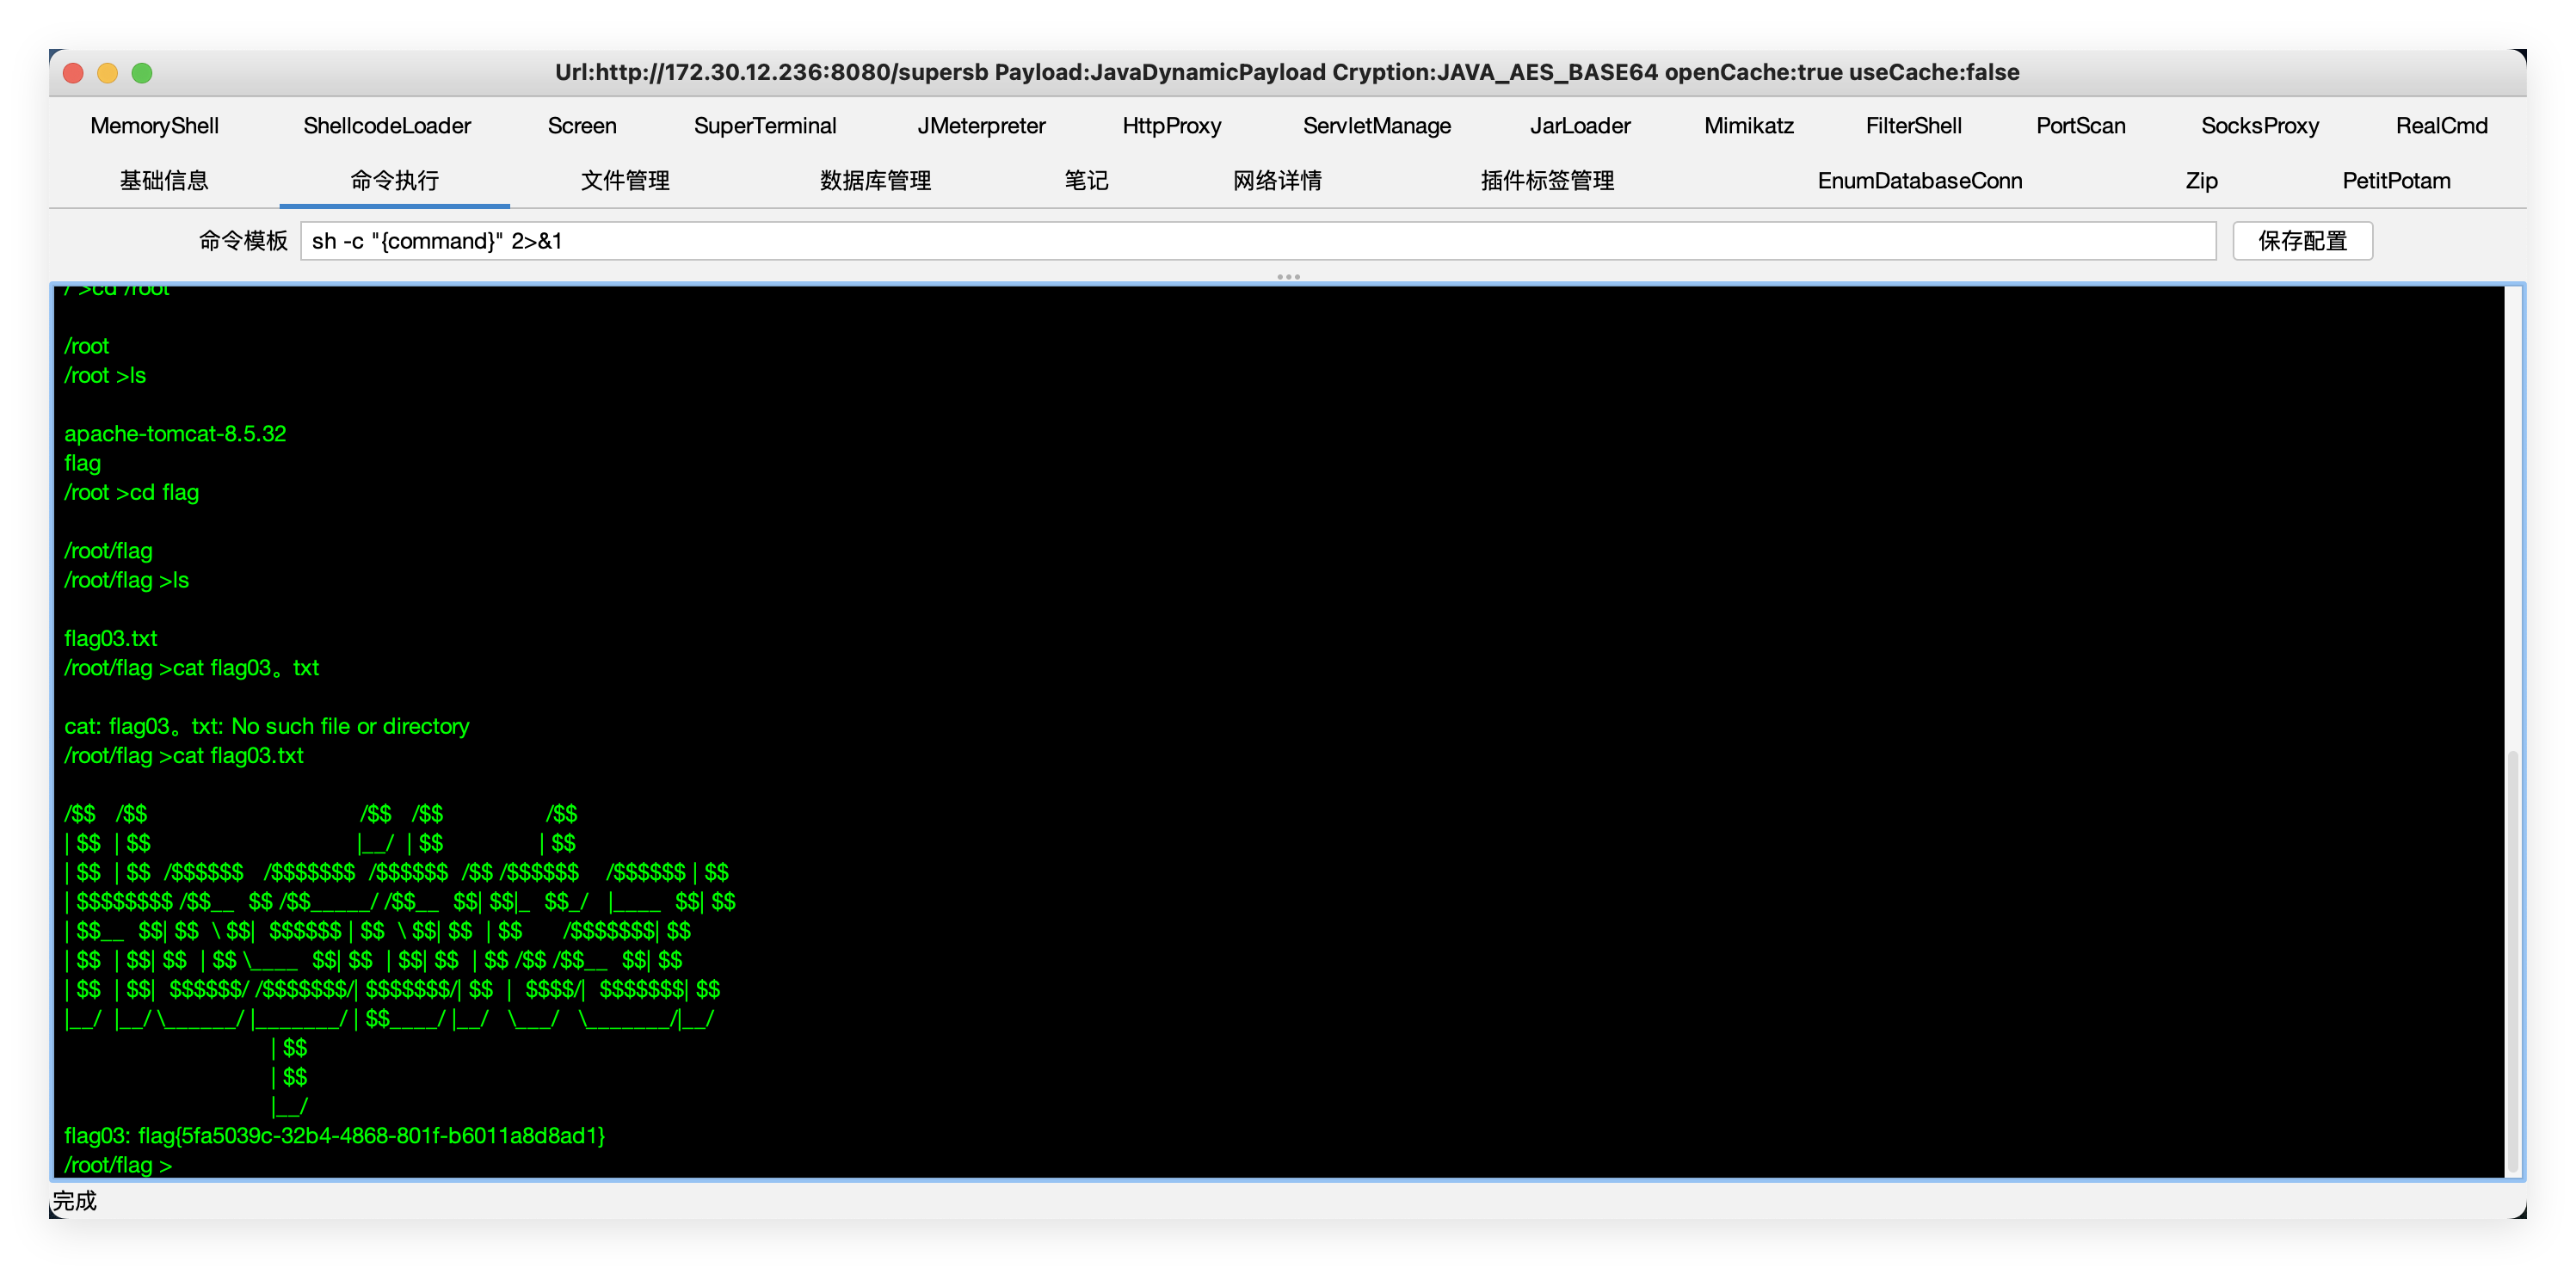 Url:http://172.30.12.236:8080/supersb Payload:JavaDynamicPayload Cryption:JAVA_AES_BASE64 openCache:true useCache:false
MemoryShell ShellcodeLoader Screen SuperTerminal JMeterpreter HttpProxy ServletManage JarLoader Mimikatz FilterShell PortScan SocksProxy RealCmd
基础信息 命令执行 文件管理 数据库管理 笔记 网络详情 插件标签管理 EnumDatabaseConn Zip PetitPotam
命令模板 sh -c "{command}" 2>&1 保存配置
/ >cd /root
/root
/root >ls
apache-tomcat-8.5.32
flag
/root >cd flag
/root/flag
/root/flag >ls
flag03.txt
/root/flag >cat flag03。txt
cat: flag03。txt: No such file or directory
/root/flag >cat flag03.txt
/$$   /$$                               /$$   /$$               /$$
| $$  | $$                              |__/  | $$              | $$
| $$  | $$  /$$$$$$   /$$$$$$$  /$$$$$$  /$$ /$$$$$$    /$$$$$$ | $$
| $$$$$$$$ /$$__  $$ /$$_____/ /$$__  $$| $$|_  $$_/   |____  $$| $$
| $$__  $$| $$  \ $$|  $$$$$$ | $$  \ $$| $$  | $$      /$$$$$$$| $$
| $$  | $$| $$  | $$ \____  $$| $$  | $$| $$  | $$ /$$ /$$__  $$| $$
| $$  | $$|  $$$$$$/ /$$$$$$$/| $$$$$$$/| $$  |  $$$$/|  $$$$$$$| $$
|__/  |__/ \______/ |_______/ | $$____/ |__/   \___/   \_______/|__/
| $$
| $$
|__/
flag03: flag{5fa5039c-32b4-4868-801f-b6011a8d8ad1}
/root/flag >
完成